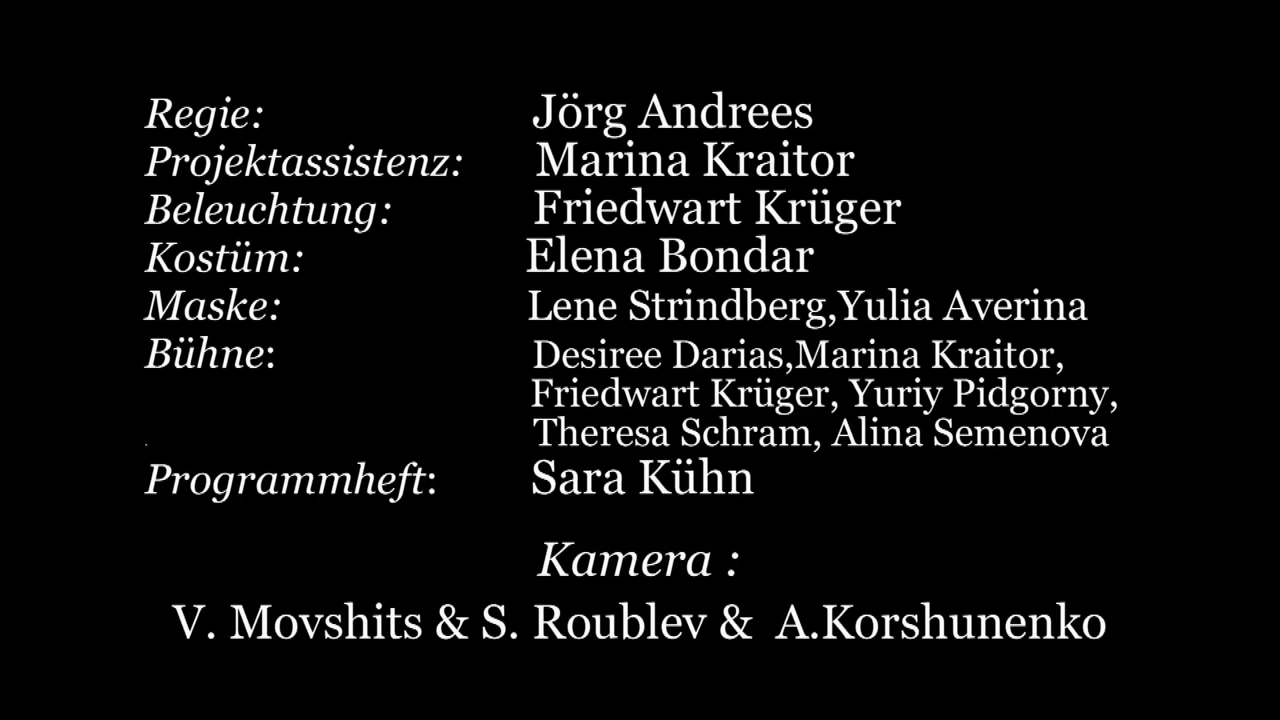 Regie: Jörg Andrees
Projektassistenz: Marina Kraitor
Beleuchtung: Friedwart Krüger
Kostüm: Elena Bondar
Maske: Lene Strindberg,Yulia Averina
Bühne: Desiree Darias,Marina Kraitor,
Friedwart Krüger, Yuriy Pidgorny,
. Theresa Schram, Alina Semenova
Programmheft: Sara Kühn
Kamera :
V. Movshits & S. Roublev & A.Korshunenko